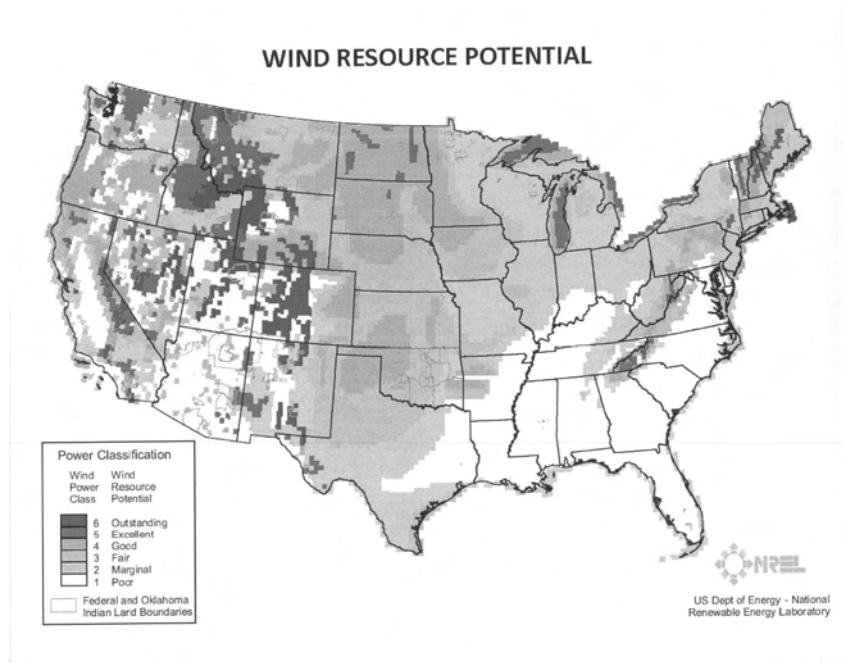 WIND RESOURCE POTENTIAL
Power Classification
Wind Wind
Power Resource
Class Potential
6 Outstanding
5 Excellent
4 Good
3 Fair
2 Marginal
1 Poor
Federal and Oklahoma
Indian Land Boundaries
NREL
US Dept of Energy - National
Renewable Energy Laboratory